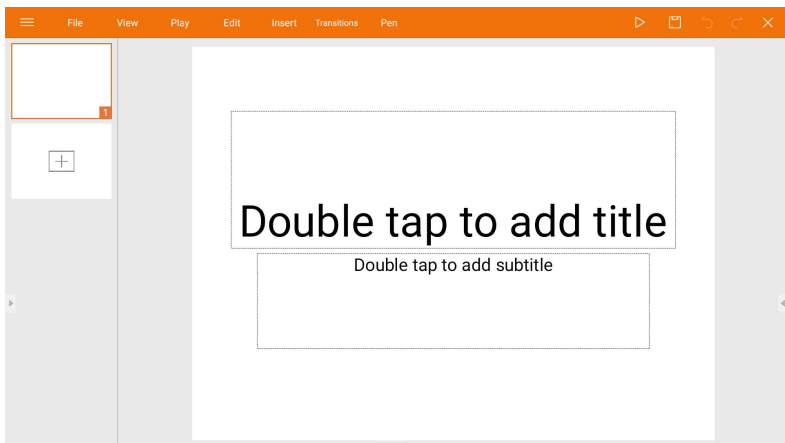 File View Play Edit Insert Transitions Pen
1
Double tap to add title
Double tap to add subtitle